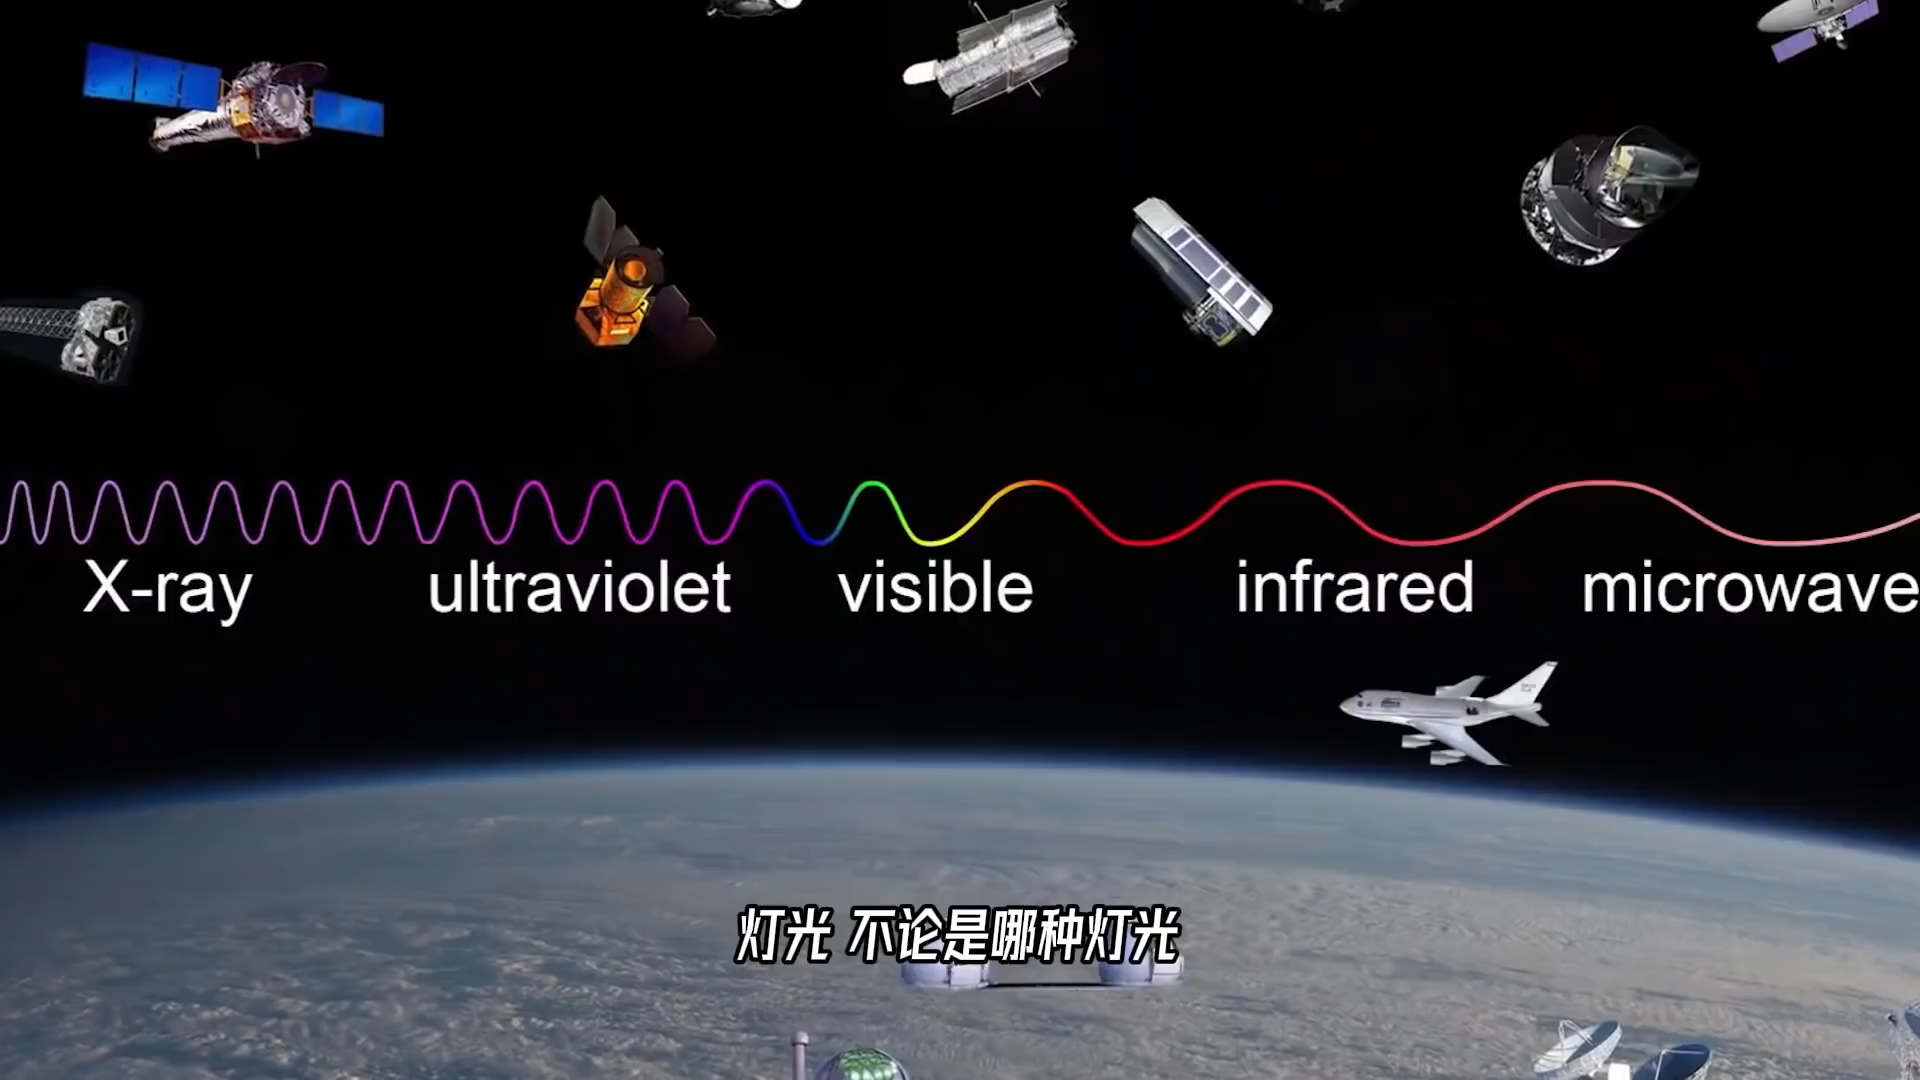 X-ray ultraviolet visible infrared microwave
灯光 不论是哪种灯光